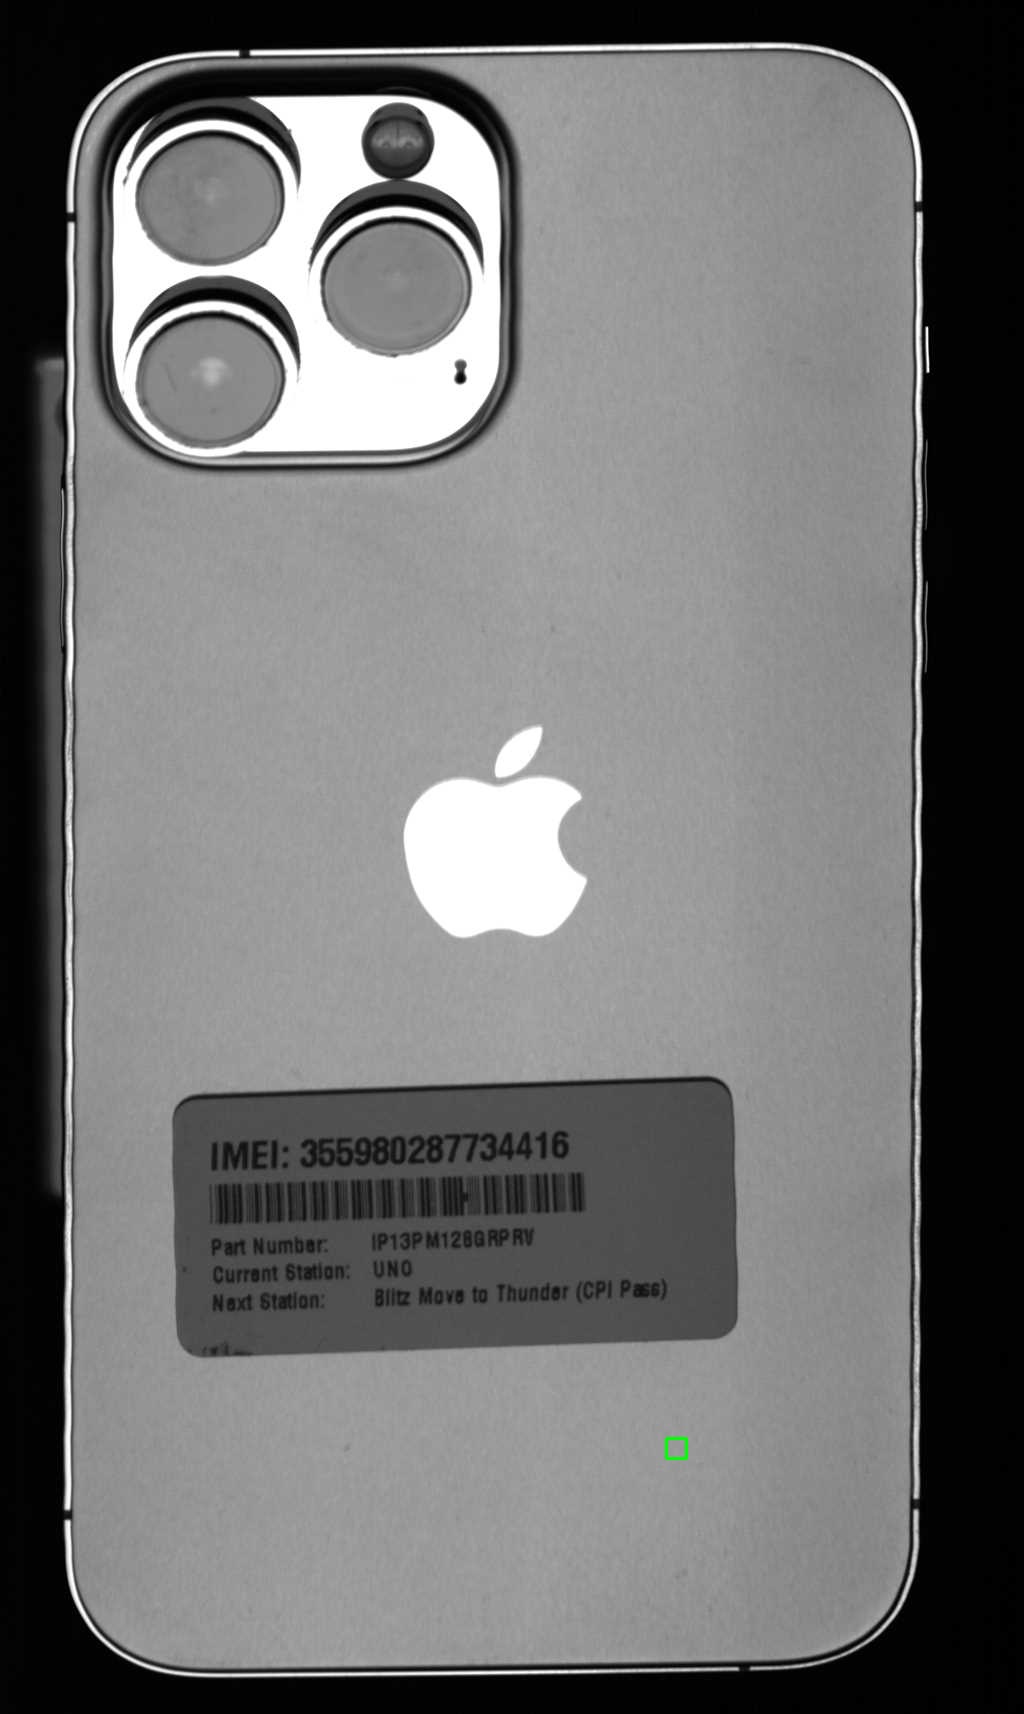 IMEI: 355980287734416
Part Number: IP13PM128GRPRV
Current Station: UNO
Next Station: Blitz Move to Thunder (CPI Pass)